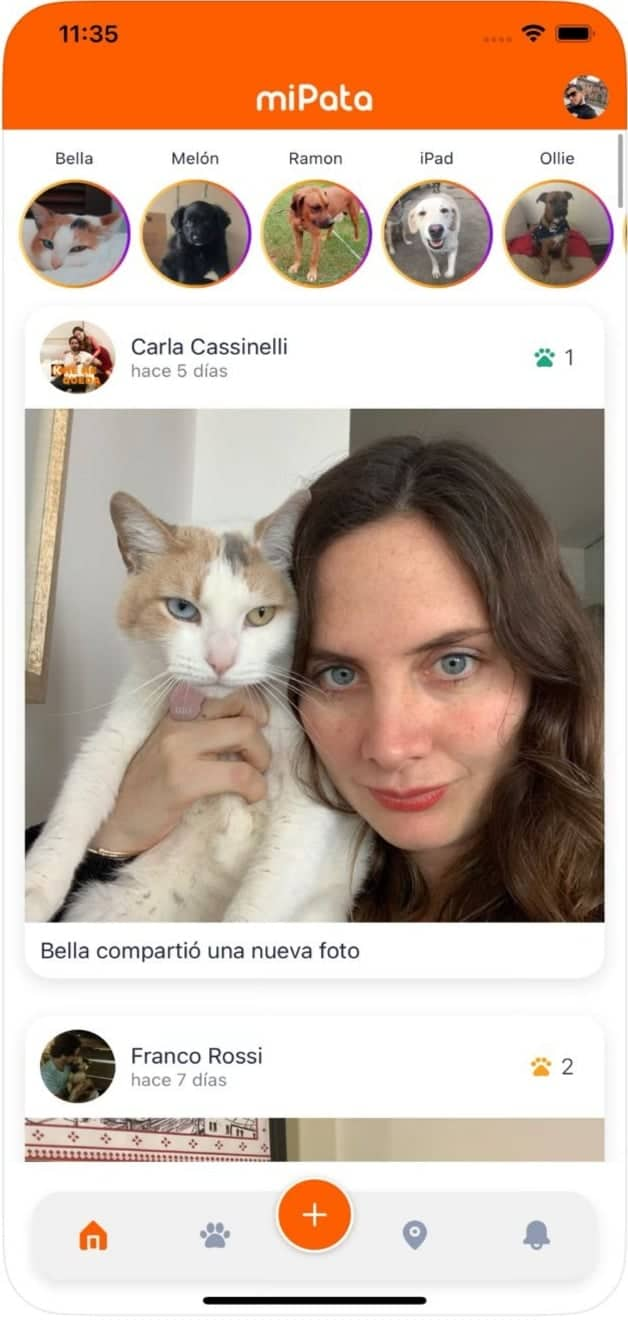 11:35
miPata
Bella Melón Ramon iPad Ollie
Carla Cassinelli
hace 5 días
1
QUEDA
Bella compartió una nueva foto
Franco Rossi
hace 7 días
2